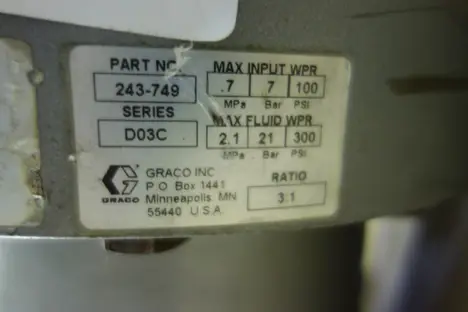 PART NO. MAX INPUT WPR
243-749 .7 7 100
SERIES MPa Bar PSI
D03C MAX FLUID WPR
2.1 21 300
MPa Bar PSI
GRACO INC
P O Box 1441
Minneapolis, MN
55440 U.S.A.
GRACO
RATIO
3:1